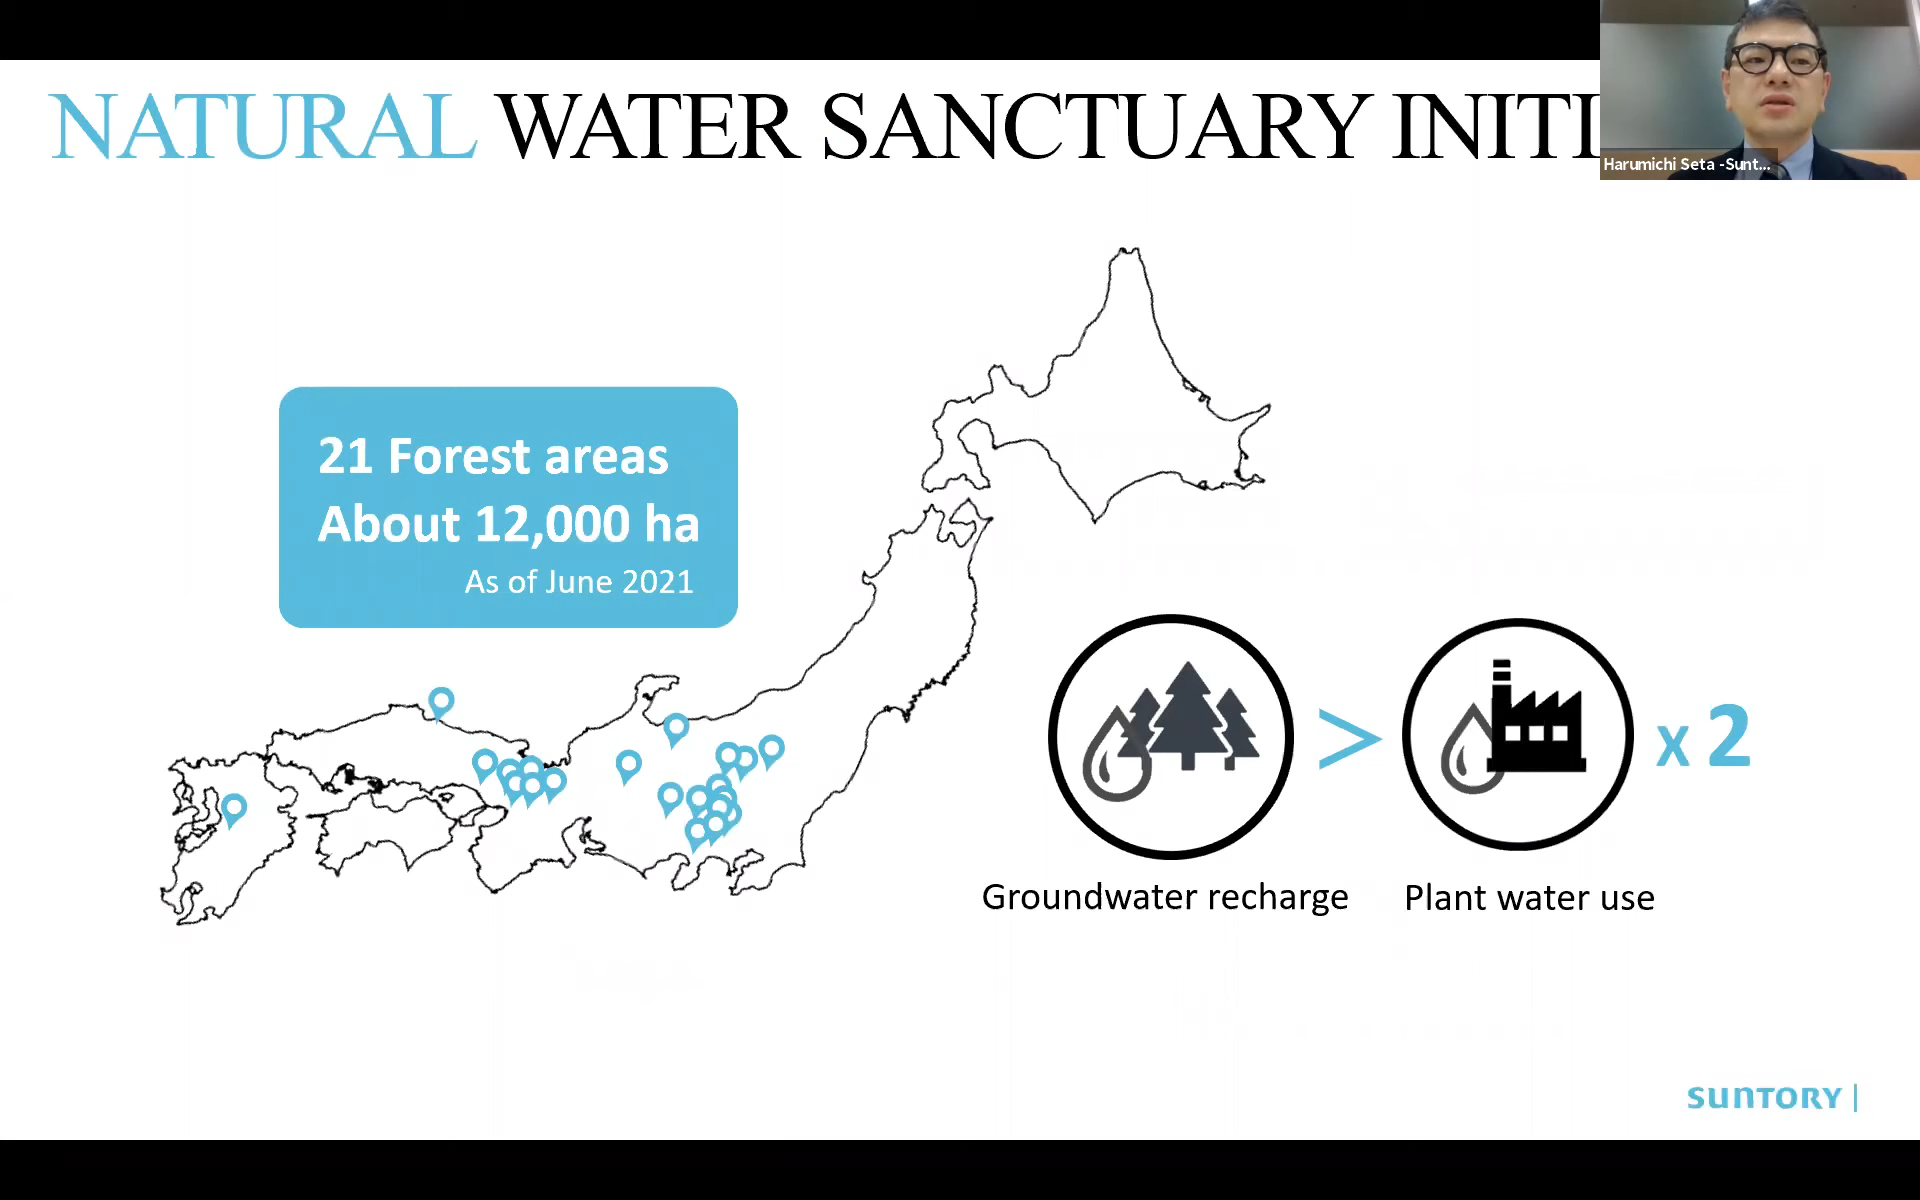 NATURAL WATER SANCTUARY INITI
Harumichi Seta -Sunt...
21 Forest areas
About 12,000 ha
As of June 2021
> x 2
Groundwater recharge
Plant water use
SUNTORY